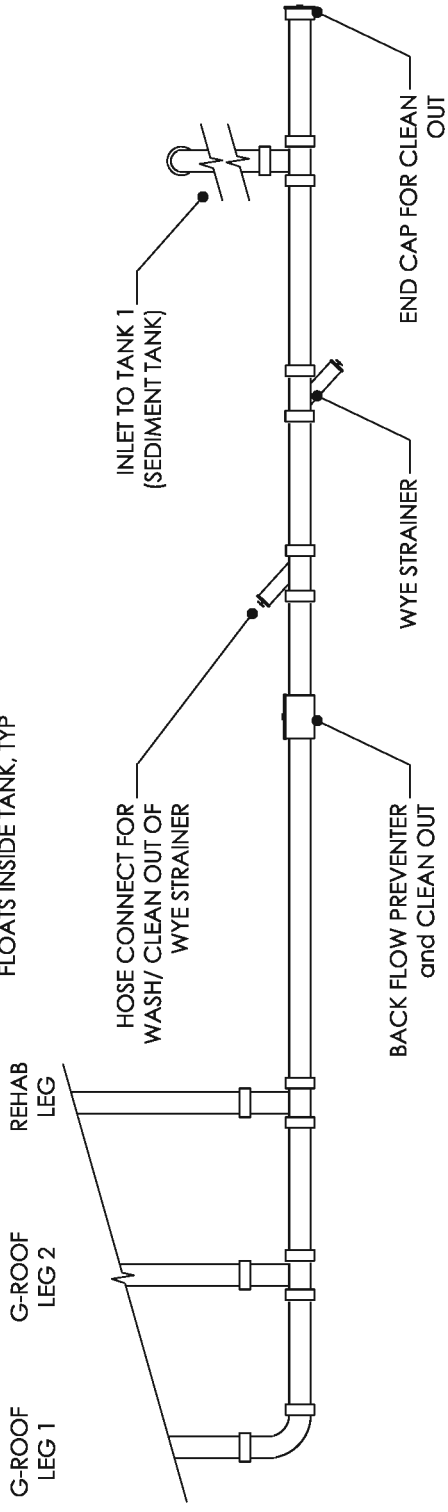 FLOATS INSIDE TANK, TYP
G-ROOF
LEG 1
G-ROOF
LEG 2
REHAB
LEG
HOSE CONNECT FOR
WASH/ CLEAN OUT OF
WYE STRAINER
INLET TO TANK 1
(SEDIMENT TANK)
BACK FLOW PREVENTER
and CLEAN OUT
WYE STRAINER
END CAP FOR CLEAN
OUT